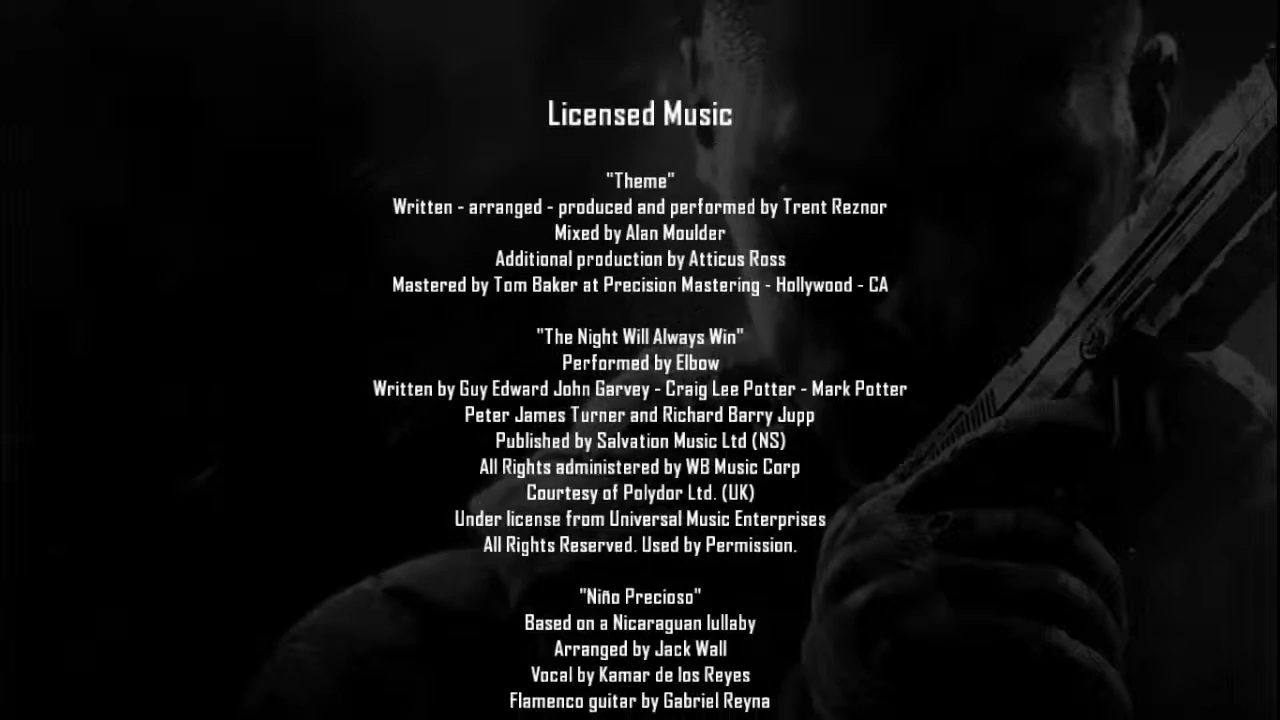 Licensed Music
"Theme"
Written - arranged - produced and performed by Trent Reznor
Mixed by Alan Moulder
Additional production by Atticus Ross
Mastered by Tom Baker at Precision Mastering - Hollywood - CA
"The Night Will Always Win"
Performed by Elbow
Written by Guy Edward John Garvey - Craig Lee Potter - Mark Potter
Peter James Turner and Richard Barry Jupp
Published by Salvation Music Ltd (NS)
All Rights administered by WB Music Corp
Courtesy of Polydor Ltd. (UK)
Under license from Universal Music Enterprises
All Rights Reserved. Used by Permission.
"Niño Precioso"
Based on a Nicaraguan lullaby
Arranged by Jack Wall
Vocal by Kamar de los Reyes
Flamenco guitar by Gabriel Reyna